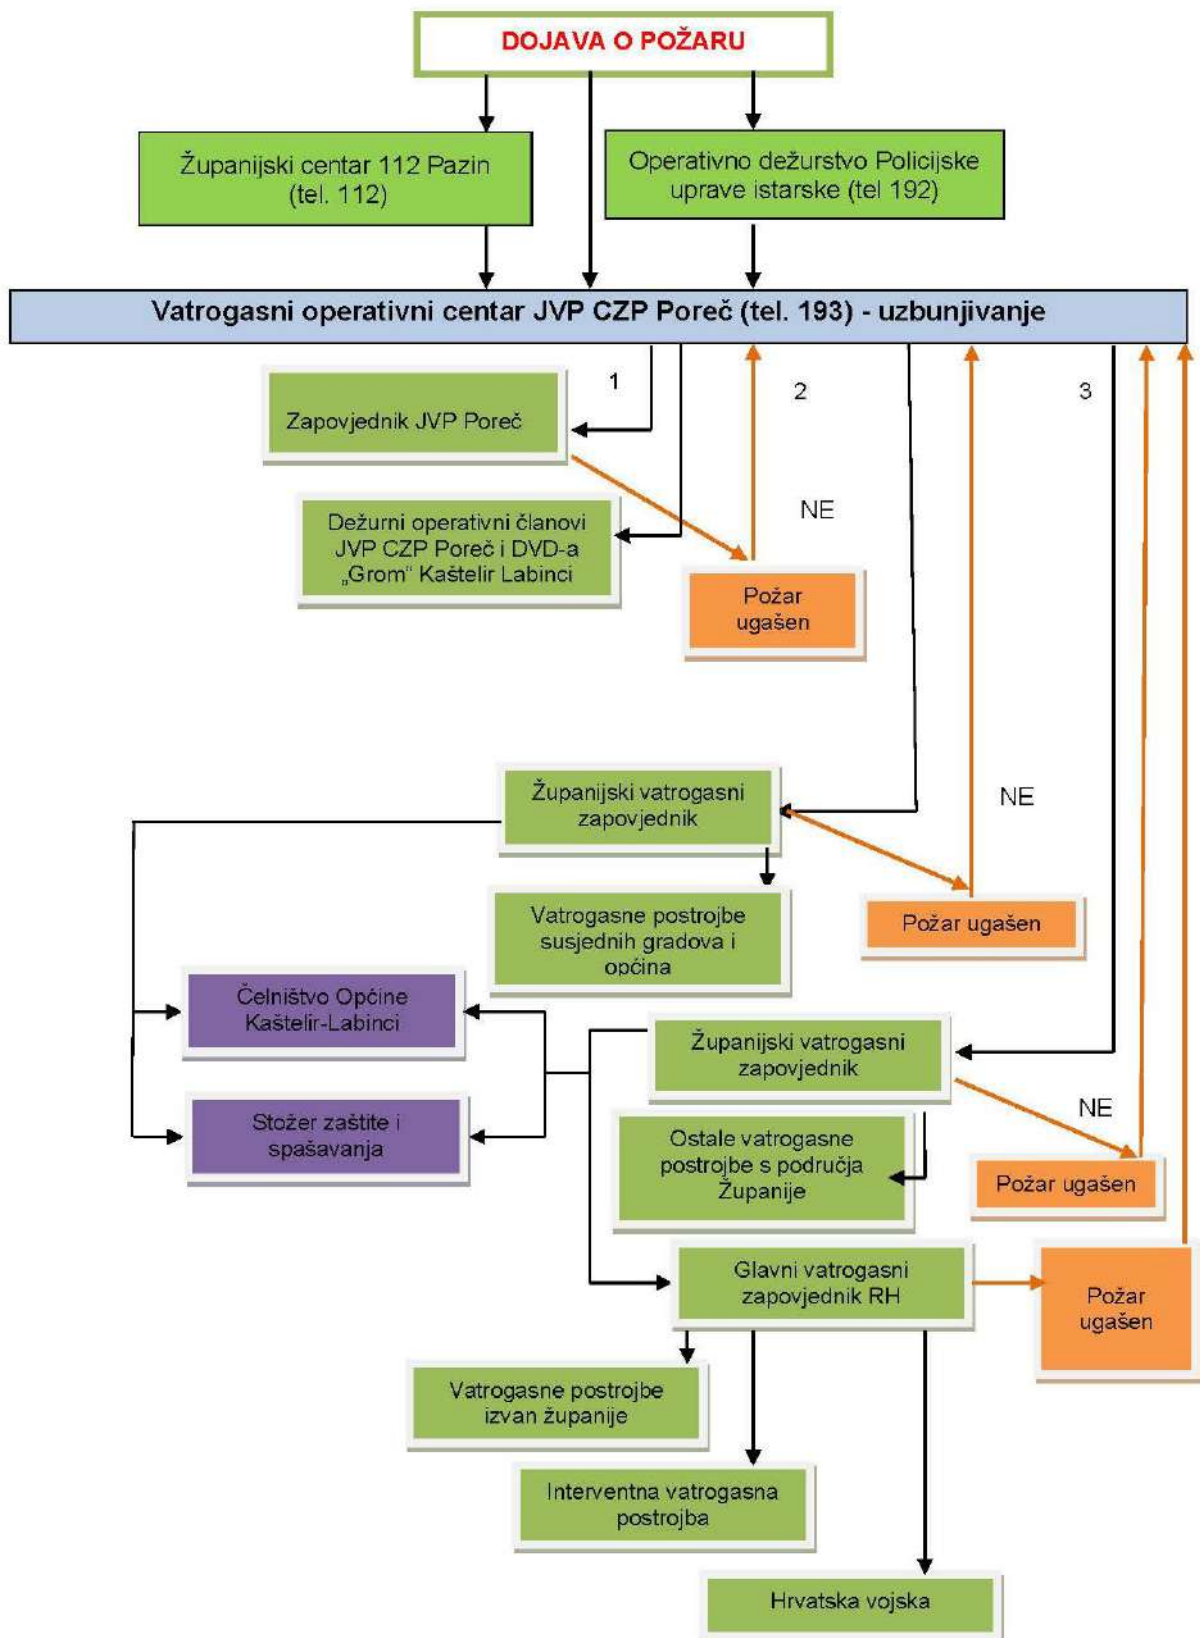 DOJAVA O POŽARU
Županijski centar 112 Pazin
(tel. 112)
Operativno dežurstvo Policijske
uprave istarske (tel 192)
Vatrogasni operativni centar JVP CZP Poreč (tel. 193) - uzbunjivanje
1
2
3
Zapovjednik JVP Poreč
NE
Dežurni operativni članovi
JVP CZP Poreč i DVD-a
„Grom“ Kaštelir Labinci
Požar
ugašen
Županijski vatrogasni
zapovjednik
NE
Vatrogasne postrojbe
susjednih gradova i
općina
Požar ugašen
Čelništvo Općine
Kaštelir-Labinci
Županijski vatrogasni
zapovjednik
NE
Stožer zaštite i
spašavanja
Ostale vatrogasne
postrojbe s područja
Županije
Požar ugašen
Glavni vatrogasni
zapovjednik RH
Požar
ugašen
Vatrogasne postrojbe
izvan županije
Interventna vatrogasna
postrojba
Hrvatska vojska